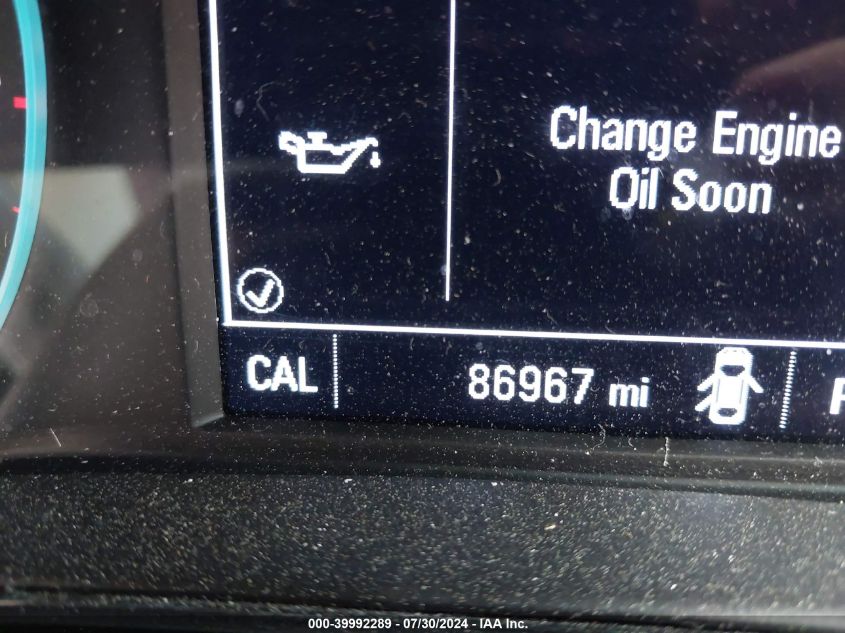 Change Engine
Oil Soon
CAL 86967 mi
000-39992289 - 07/30/2024 - IAA Inc.